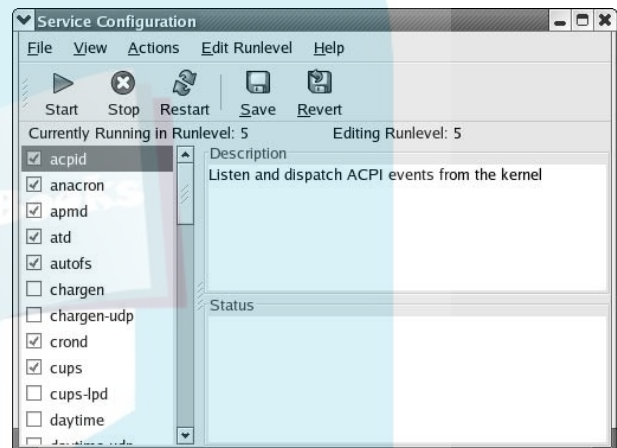 Service Configuration
File View Actions Edit Runlevel Help
Start Stop Restart Save Revert
Currently Running in Runlevel: 5 Editing Runlevel: 5
acpid
anacron
apmd
atd
autofs
chargen
chargen-udp
crond
cups
cups-lpd
daytime
Description
Listen and dispatch ACPI events from the kernel
Status